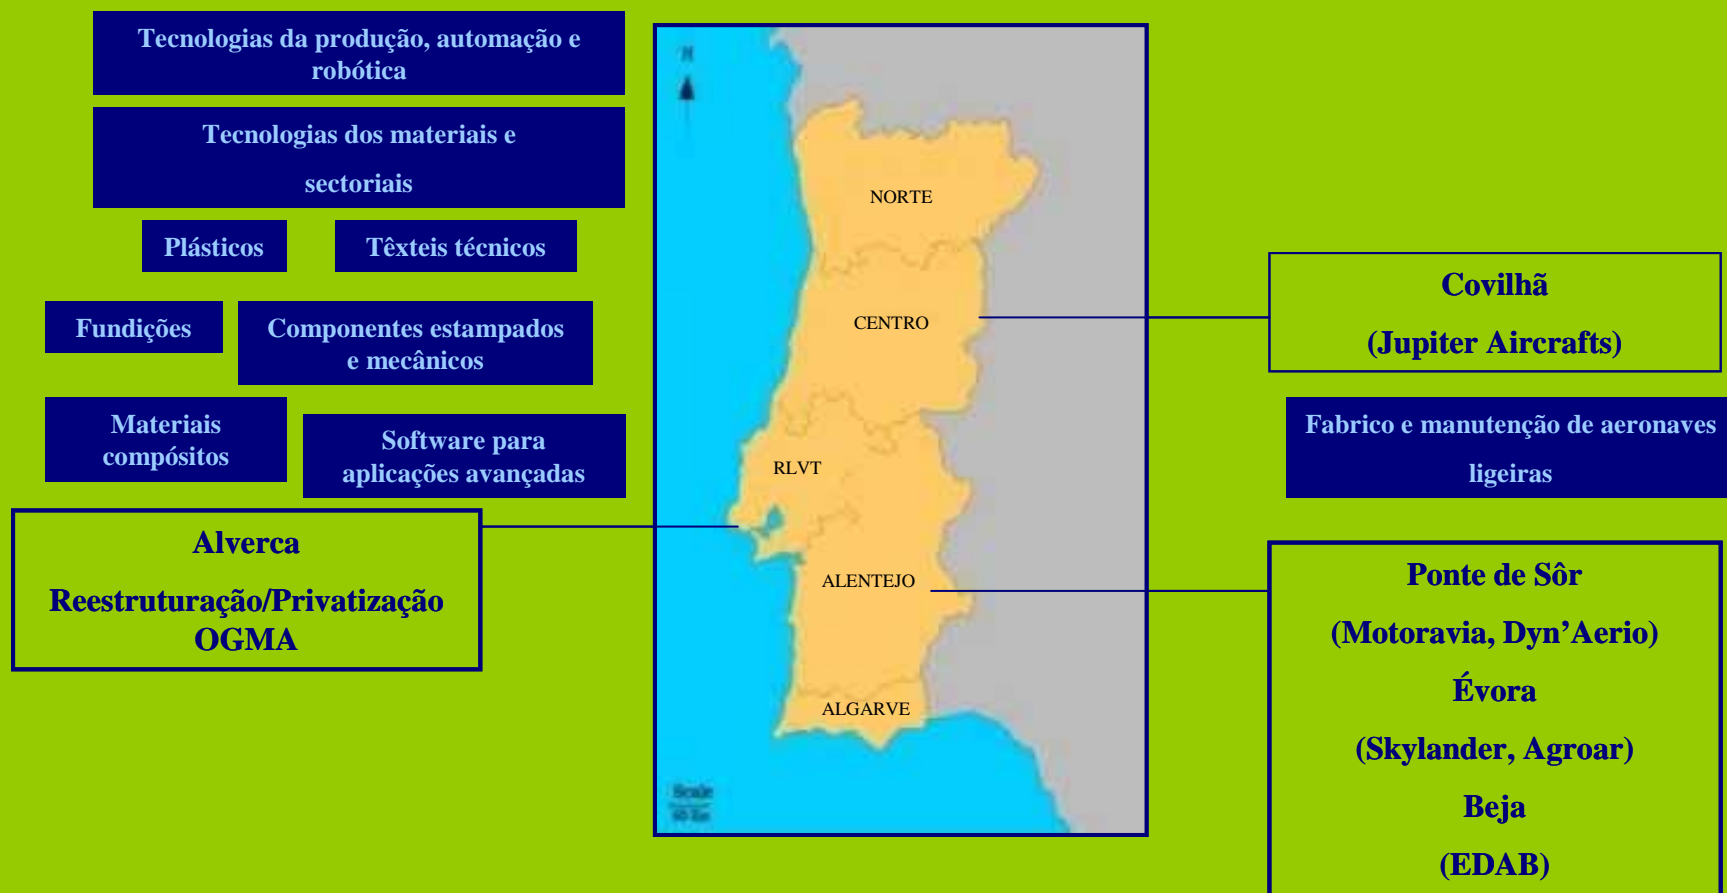 Tecnologias da produção, automação e
robótica
Tecnologias dos materiais e
sectoriais
Plásticos
Têxteis técnicos
Fundições
Componentes estampados
e mecânicos
Materiais
compósitos
Software para
aplicações avançadas
Alverca
Reestruturação/Privatização
OGMA
N
NORTE
CENTRO
RLVT
ALENTEJO
ALGARVE
Scale
Covilhã
(Jupiter Aircrafts)
Fabrico e manutenção de aeronaves
ligeiras
Ponte de Sôr
(Motoravia, Dyn’Aerio)
Évora
(Skylander, Agroar)
Beja
(EDAB)